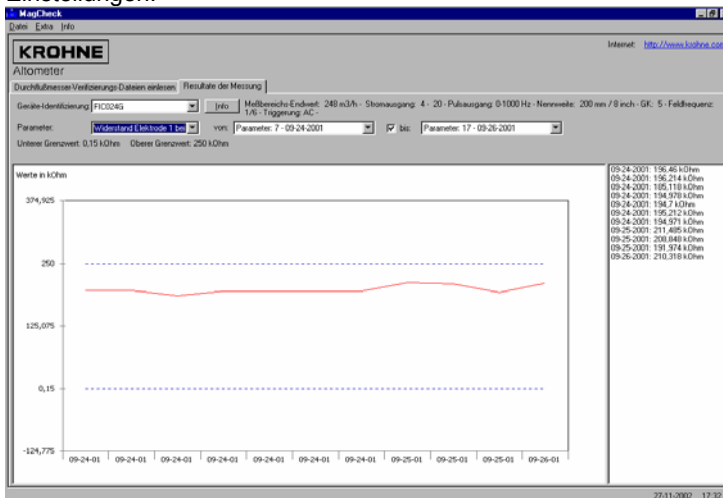 Einstellungen.
MagCheck
Datei Extra Info
KROHNE
Internet: http://www.krohne.com
Altometer
Durchflußmesser-Verifizierungs-Dateien einlesen Resultate der Messung
Geräte-Identifizierung: FIC024G Info Meßbereichs-Endwert: 248 m3/h - Stromausgang: 4 - 20 - Pulsausgang: 0-1000 Hz - Nennweite: 200 mm / 8 inch - GK: 5 - Feldfrequenz:
1/6 - Triggerung: AC -
Parameter: Widerstand Elektrode 1 bei von: Parameter: 7 - 09-24-2001 bis: Parameter: 17 - 09-26-2001
Unterer Grenzwert: 0,15 kOhm Oberer Grenzwert: 250 kOhm
Werte in kOhm
374,925
250
125,075
0,15
-124,775
09-24-01 09-24-01 09-24-01 09-24-01 09-24-01 09-24-01 09-24-01 09-25-01 09-25-01 09-25-01 09-26-01
09-24-2001: 196,46 kOhm
09-24-2001: 196,214 kOhm
09-24-2001: 185,118 kOhm
09-24-2001: 194,978 kOhm
09-24-2001: 194,7 kOhm
09-24-2001: 195,212 kOhm
09-24-2001: 194,971 kOhm
09-25-2001: 211,485 kOhm
09-25-2001: 208,848 kOhm
09-25-2001: 191,974 kOhm
09-26-2001: 210,318 kOhm
27-11-2002 17:32